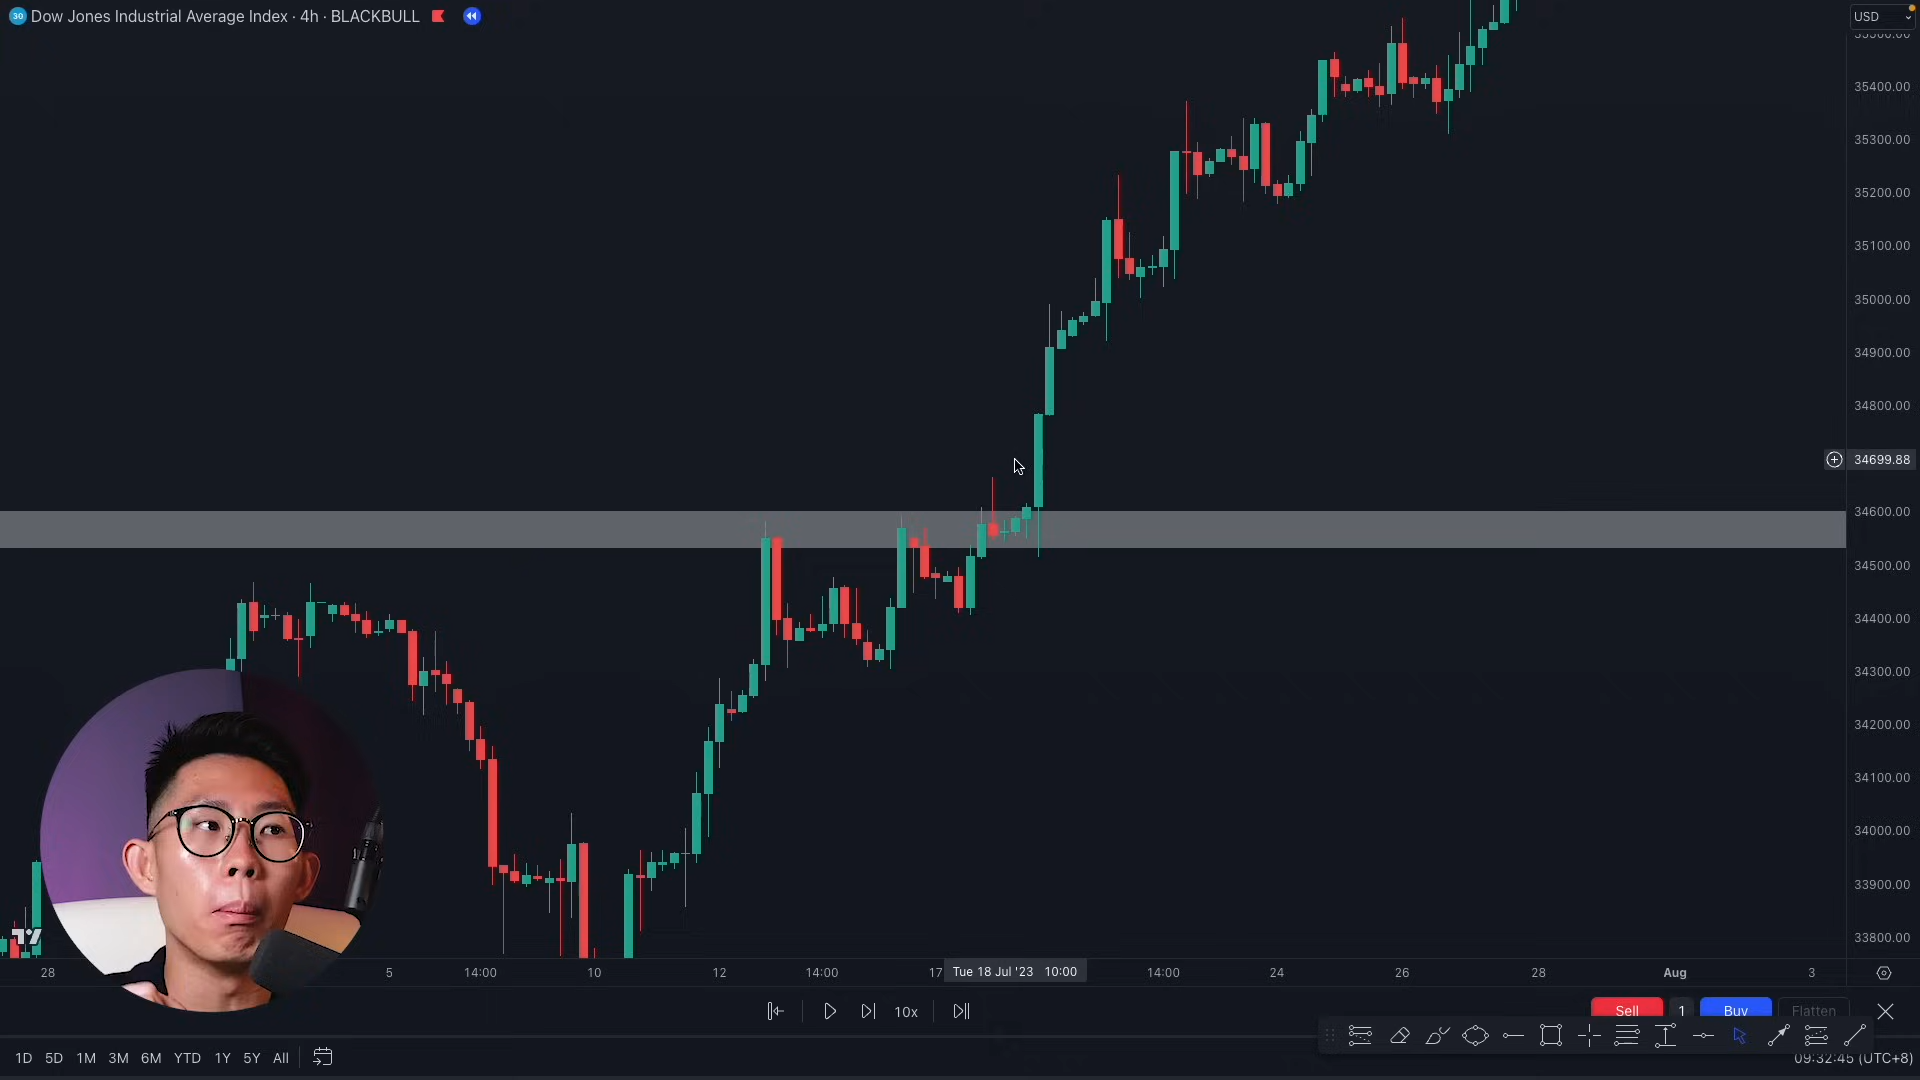 30 Dow Jones Industrial Average Index · 4h · BLACKBULL
USD
35500.00
35400.00
35300.00
35200.00
35100.00
35000.00
34900.00
34800.00
34699.88
34600.00
34500.00
34400.00
34300.00
34200.00
34100.00
34000.00
33900.00
33800.00
28 5 14:00 10 12 14:00 17 Tue 18 Jul '23 10:00 14:00 24 26 28 Aug 3
10x
Sell 1 Buy Flatten
1D 5D 1M 3M 6M YTD 1Y 5Y All
09:32:45 (UTC+8)